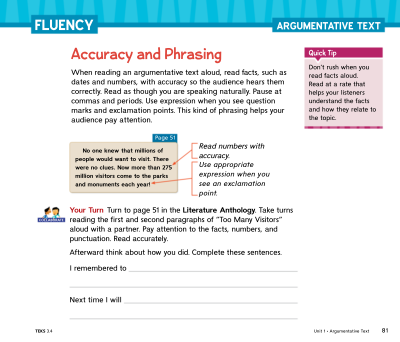 FLUENCY
ARGUMENTATIVE TEXT
Accuracy and Phrasing
When reading an argumentative text aloud, read facts, such as
dates and numbers, with accuracy so the audience hears them
correctly. Read as though you are speaking naturally. Pause at
commas and periods. Use expression when you see question
marks and exclamation points. This kind of phrasing helps your
audience pay attention.
Quick Tip
Don't rush when you
read facts aloud.
Read at a rate that
helps your listeners
understand the facts
and how they relate to
the topic.
Page 51
No one knew that millions of
people would want to visit. There
were no clues. Now more than 275
million visitors come to the parks
and monuments each year!
Read numbers with
accuracy.
Use appropriate
expression when you
see an exclamation
point.
COLLABORATE
Your Turn Turn to page 51 in the Literature Anthology. Take turns
reading the first and second paragraphs of "Too Many Visitors"
aloud with a partner. Pay attention to the facts, numbers, and
punctuation. Read accurately.
Afterward think about how you did. Complete these sentences.
I remembered to
Next time I will
TEKS 3.4
Unit 1 • Argumentative Text 81